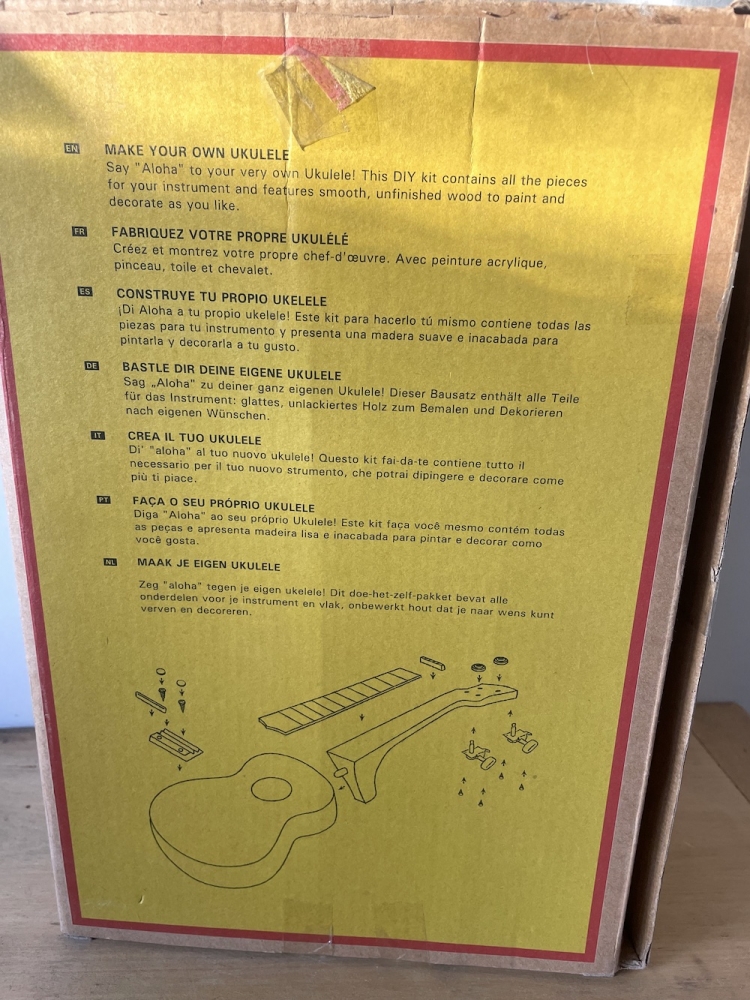 EN MAKE YOUR OWN UKULELE
Say "Aloha" to your very own Ukulele! This DIY kit contains all the pieces
for your instrument and features smooth, unfinished wood to paint and
decorate as you like.
FR FABRIQUEZ VOTRE PROPRE UKULÉLÉ
Créez et montrez votre propre chef-d'œuvre. Avec peinture acrylique,
pinceau, toile et chevalet.
ES CONSTRUYE TU PROPIO UKELELE
¡Di Aloha a tu propio ukelele! Este kit para hacerlo tú mismo contiene todas las
piezas para tu instrumento y presenta una madera suave e inacabada para
pintarla y decorarla a tu gusto.
DE BASTLE DIR DEINE EIGENE UKULELE
Sag „Aloha" zu deiner ganz eigenen Ukulele! Dieser Bausatz enthält alle Teile
für das Instrument: glattes, unlackiertes Holz zum Bemalen und Dekorieren
nach eigenen Wünschen.
IT CREA IL TUO UKULELE
Di' "aloha" al tuo nuovo ukulele! Questo kit fai-da-te contiene tutto il
necessario per il tuo nuovo strumento, che potrai dipingere e decorare come
più ti piace.
PT FAÇA O SEU PRÓPRIO UKULELE
Diga "Aloha" ao seu próprio Ukulele! Este kit faça você mesmo contém todas
as peças e apresenta madeira lisa e inacabada para pintar e decorar como
você gosta.
NL MAAK JE EIGEN UKULELE
Zeg "aloha" tegen je eigen ukelele! Dit doe-het-zelf-pakket bevat alle
onderdelen voor je instrument en vlak, onbewerkt hout dat je naar wens kunt
verven en decoreren.